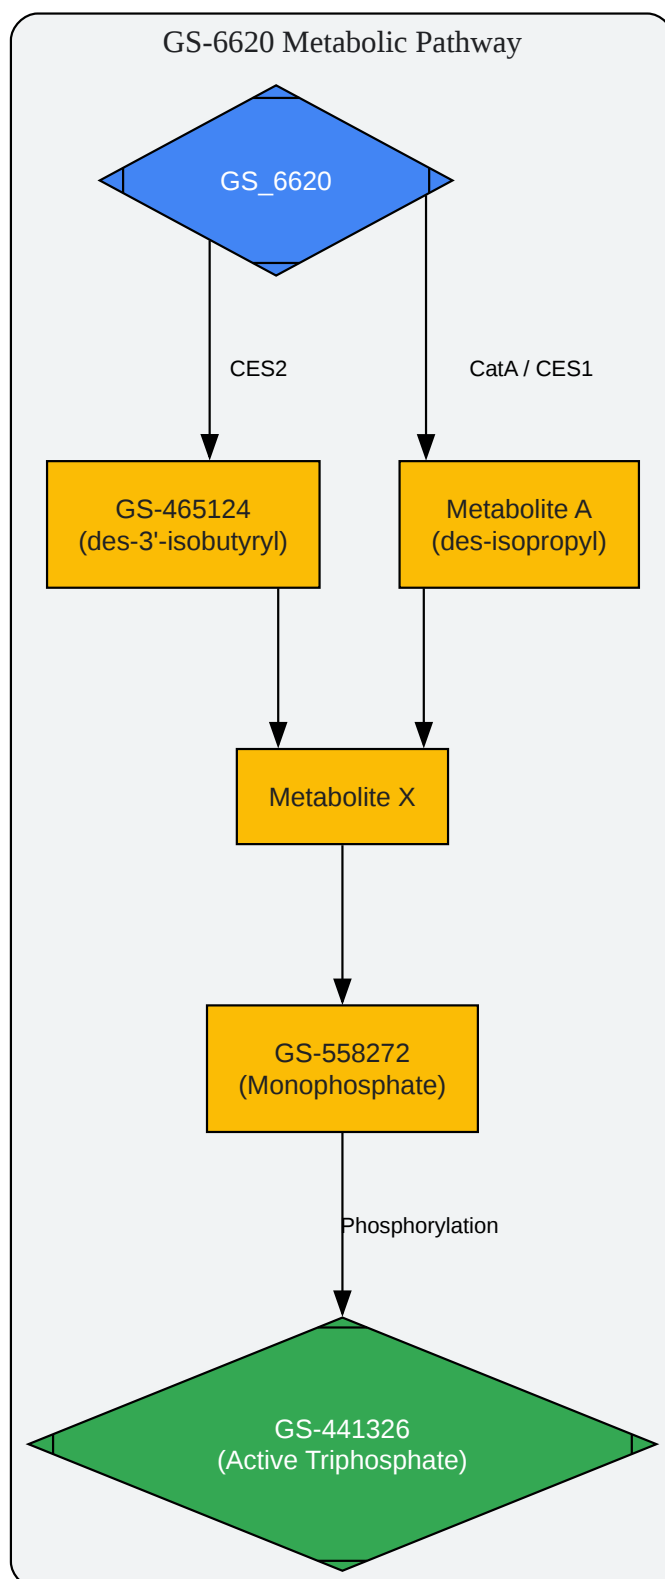 GS-6620 Metabolic Pathway
GS_6620
CES2
CatA / CES1
GS-465124
(des-3'-isobutyryl)
Metabolite A
(des-isopropyl)
Metabolite X
GS-558272
(Monophosphate)
Phosphorylation
GS-441326
(Active Triphosphate)